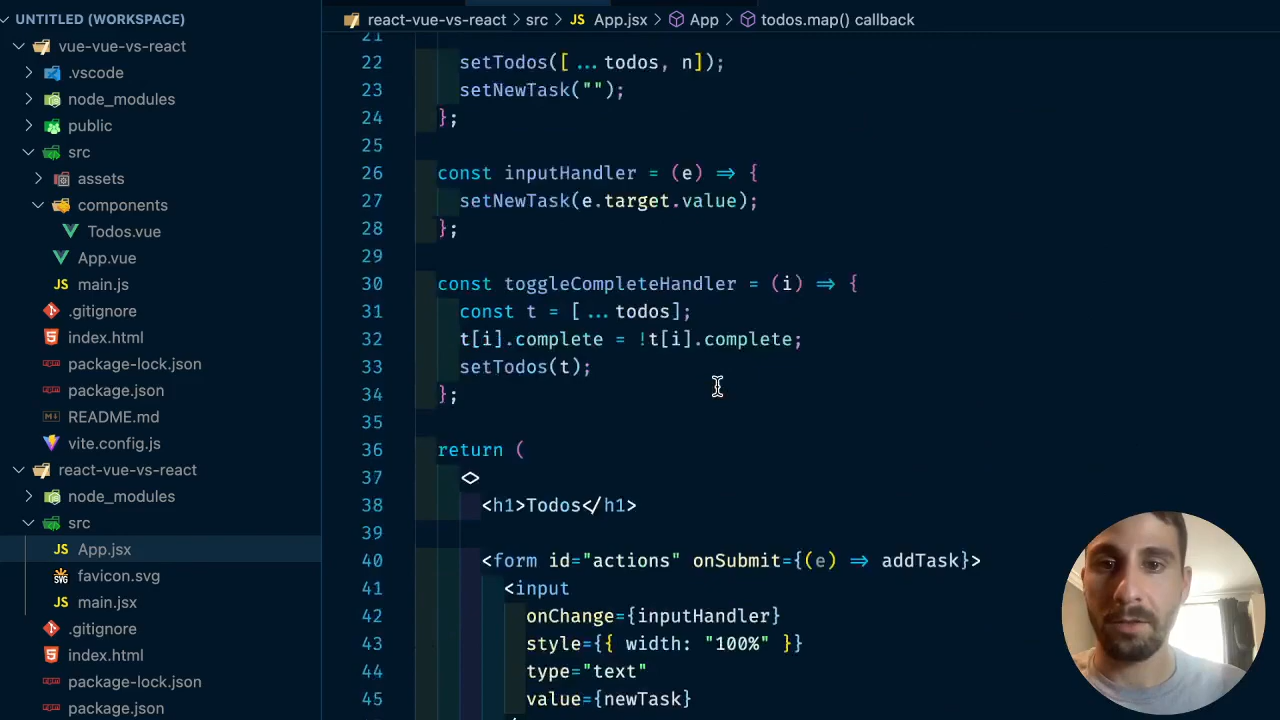 UNTITLED (WORKSPACE)
vue-vue-vs-react
.vscode
node_modules
public
src
assets
components
Todos.vue
App.vue
JS main.js
.gitignore
index.html
package-lock.json
package.json
README.md
vite.config.js
react-vue-vs-react
node_modules
src
JS App.jsx
favicon.svg
JS main.jsx
.gitignore
index.html
package-lock.json
package.json
react-vue-vs-react > src > JS App.jsx > App > todos.map() callback
21
22 setTodos([...todos, n]);
23 setNewTask("");
24 };
25
26 const inputHandler = (e) => {
27 setNewTask(e.target.value);
28 };
29
30 const toggleCompleteHandler = (i) => {
31 const t = [...todos];
32 t[i].complete = !t[i].complete;
33 setTodos(t);
34 };
35
36 return (
37 <>
38 <h1>Todos</h1>
39
40 <form id="actions" onSubmit={(e) => addTask}>
41 <input
42 onChange={inputHandler}
43 style={{ width: "100%" }}
44 type="text"
45 value={newTask}